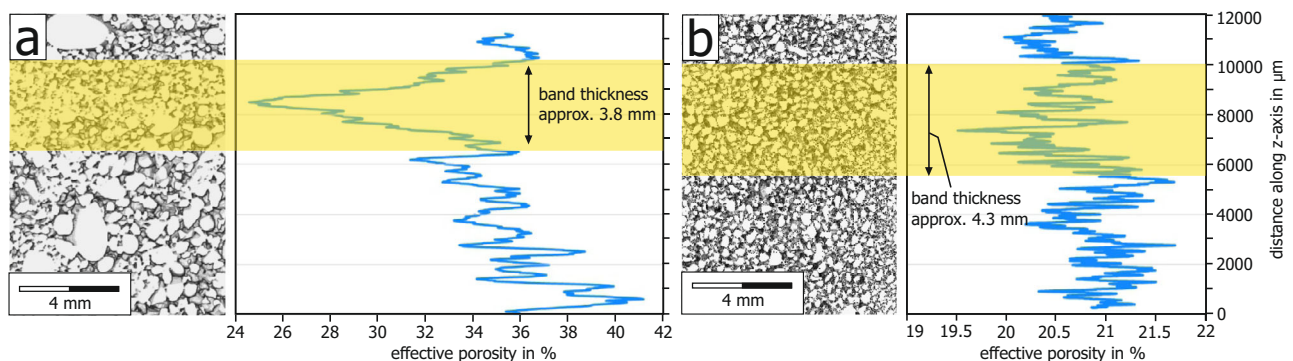 a
band thickness
approx. 3.8 mm
4 mm
24 26 28 30 32 34 36 38 40 42
effective porosity in %
b
band thickness
approx. 4.3 mm
4 mm
19 19.5 20 20.5 21 21.5 22
effective porosity in %
12000
10000
8000
6000
4000
2000
0
distance along z-axis in µm